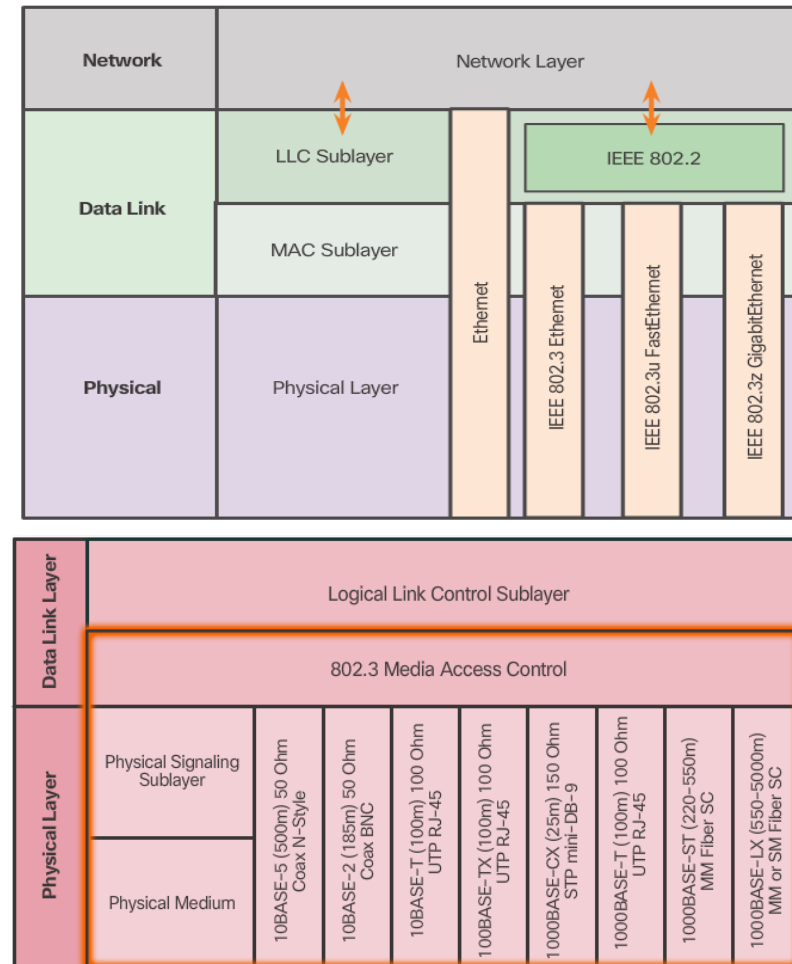 Network
Network Layer
Data Link
LLC Sublayer
IEEE 802.2
MAC Sublayer
Physical
Physical Layer
Ethernet
IEEE 802.3 Ethernet
IEEE 802.3u FastEthernet
IEEE 802.3z GigabitEthernet
Data Link Layer
Logical Link Control Sublayer
802.3 Media Access Control
Physical Layer
Physical Signaling
Sublayer
Physical Medium
10BASE-5 (500m) 50 Ohm
Coax N-Style
10BASE-2 (185m) 50 Ohm
Coax BNC
10BASE-T (100m) 100 Ohm
UTP RJ-45
100BASE-TX (100m) 100 Ohm
UTP RJ-45
1000BASE-CX (25m) 150 Ohm
STP mini-DB-9
1000BASE-T (100m) 100 Ohm
UTP RJ-45
1000BASE-ST (220-550m)
MM Fiber SC
1000BASE-LX (550-5000m)
MM or SM Fiber SC